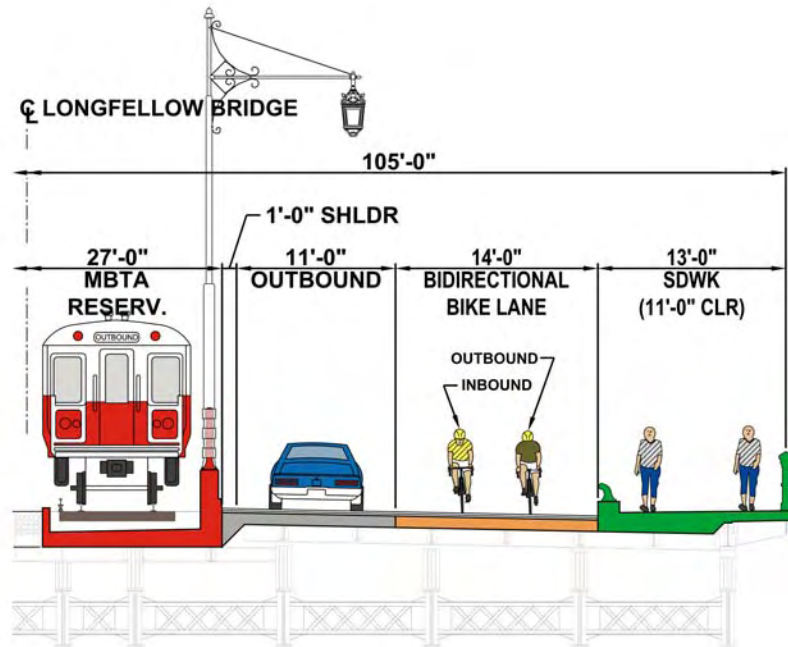 ℄ LONGFELLOW BRIDGE
105'-0"
1'-0" SHLDR
27'-0"
MBTA
RESERV.
11'-0"
OUTBOUND
14'-0"
BIDIRECTIONAL
BIKE LANE
13'-0"
SDWK
(11'-0" CLR)
OUTBOUND
OUTBOUND
INBOUND